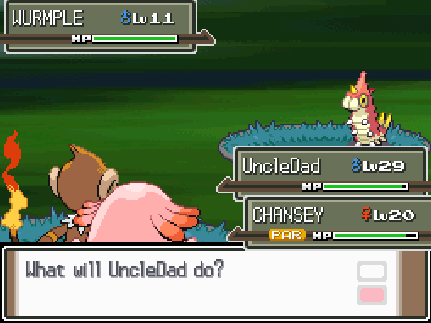 WURMPLE ♂Lv11
HP
UncleDad ♂Lv29
HP
CHANSEY ♀Lv20
PAR HP
What will UncleDad do?